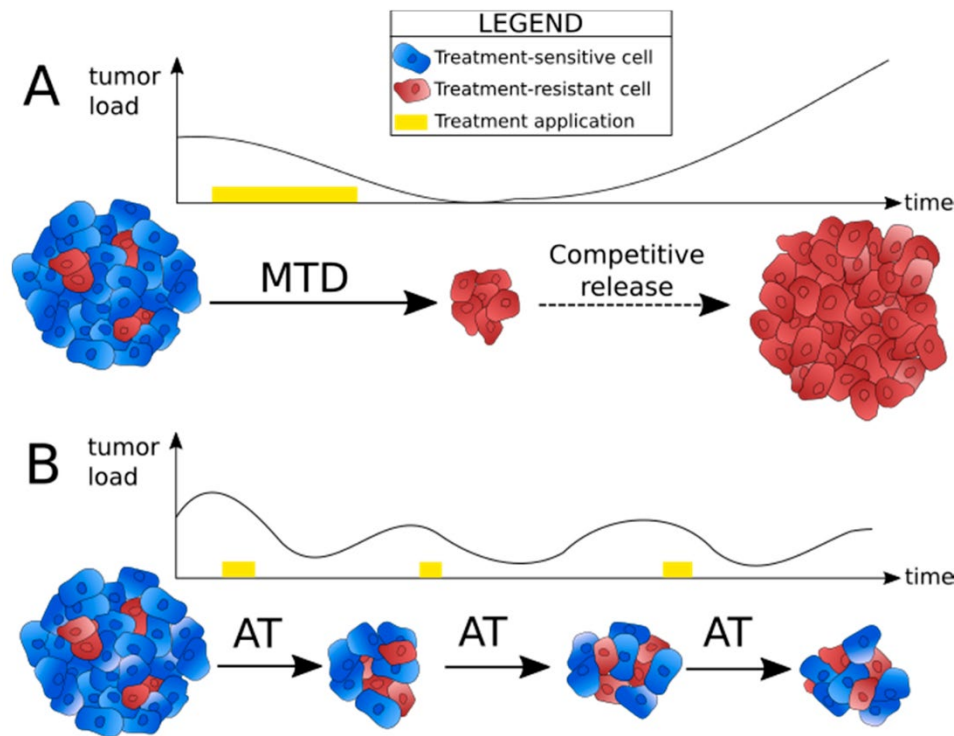 LEGEND
Treatment-sensitive cell
Treatment-resistant cell
Treatment application
A
tumor
load
time
MTD
Competitive
release
B
tumor
load
time
AT
AT
AT